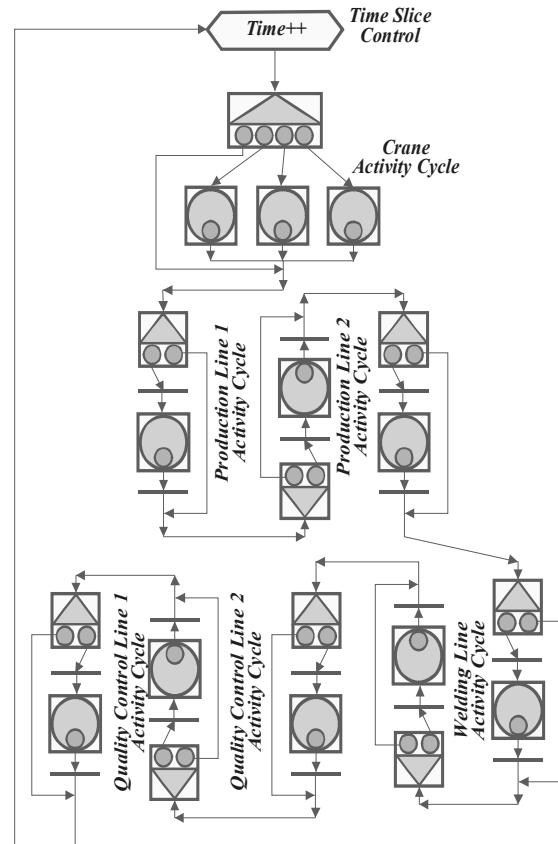 Time++
Time Slice
Control
Crane
Activity Cycle
Production Line 1
Activity Cycle
Production Line 2
Activity Cycle
Quality Control Line 1
Activity Cycle
Quality Control Line 2
Activity Cycle
Welding Line
Activity Cycle